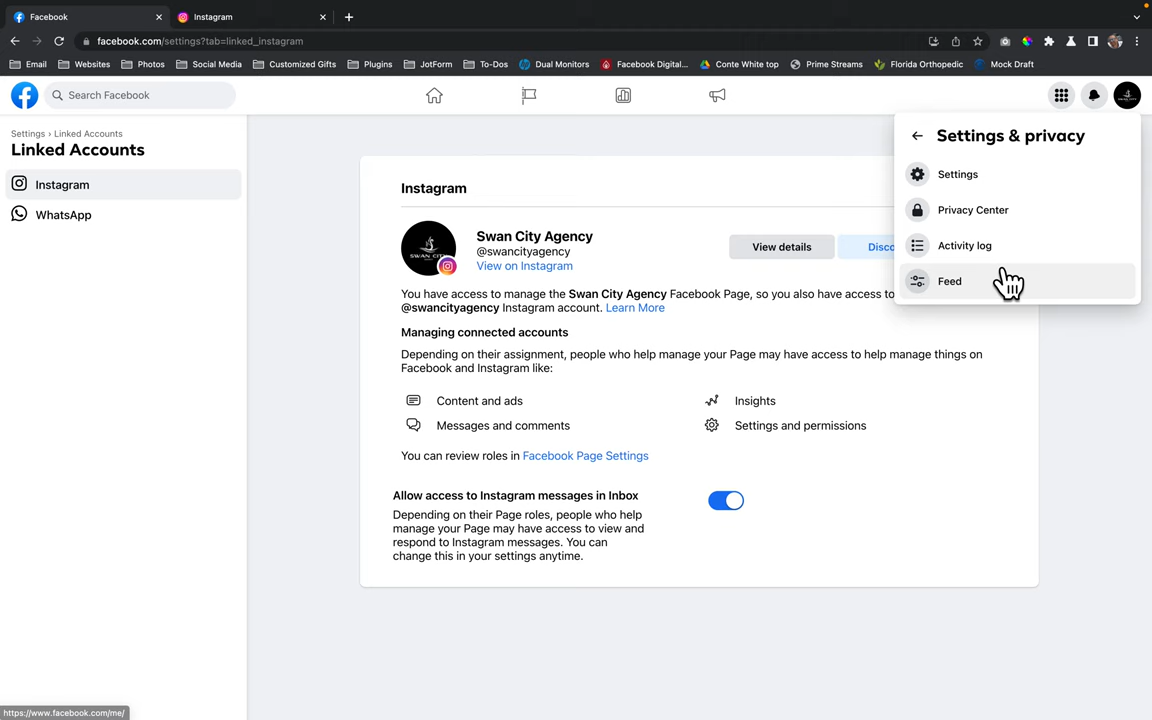 Facebook
Instagram
facebook.com/settings?tab=linked_instagram
Email
Websites
Photos
Social Media
Customized Gifts
Plugins
JotForm
To-Dos
Dual Monitors
Facebook Digital...
Conte White top
Prime Streams
Florida Orthopedic
Mock Draft
Search Facebook
Settings › Linked Accounts
Linked Accounts
Instagram
WhatsApp
Settings & privacy
Settings
Privacy Center
Activity log
Feed
Instagram
Swan City Agency
@swancityagency
View on Instagram
View details
Disco
You have access to manage the Swan City Agency Facebook Page, so you also have access to
@swancityagency Instagram account. Learn More
Managing connected accounts
Depending on their assignment, people who help manage your Page may have access to help manage things on
Facebook and Instagram like:
Content and ads
Insights
Messages and comments
Settings and permissions
You can review roles in Facebook Page Settings
Allow access to Instagram messages in Inbox
Depending on their Page roles, people who help
manage your Page may have access to view and
respond to Instagram messages. You can
change this in your settings anytime.
https://www.facebook.com/me/